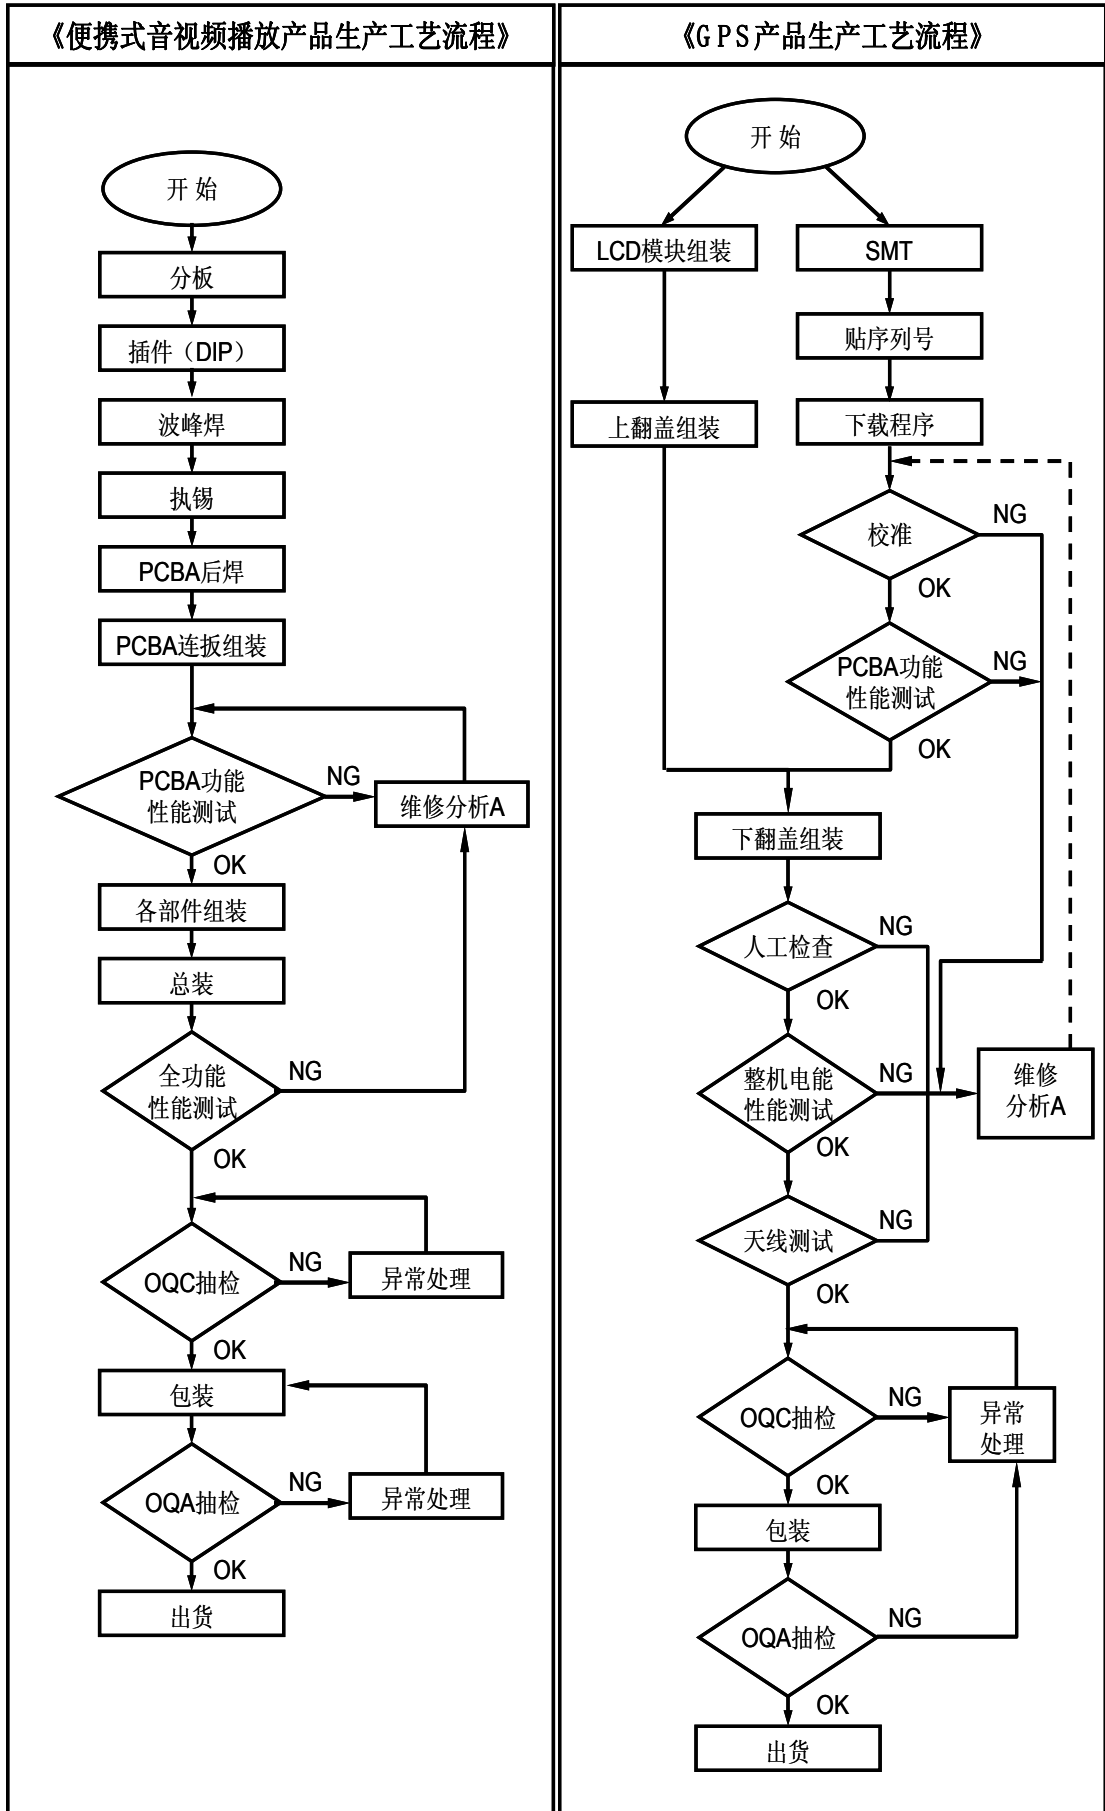 《便携式音视频播放产品生产工艺流程》
开 始
分板
插件（DIP）
波峰焊
执锡
PCBA后焊
PCBA连扳组装
PCBA功能
性能测试
NG
维修分析A
OK
各部件组装
总装
全功能
性能测试
NG
OK
OQC抽检
NG
异常处理
OK
包装
OQA抽检
NG
异常处理
OK
出货
《GPS产品生产工艺流程》
开 始
LCD模块组装
SMT
贴序列号
上翻盖组装
下载程序
校准
NG
OK
PCBA功能
性能测试
NG
OK
下翻盖组装
人工检查
NG
OK
整机电能
性能测试
NG
维修
分析A
OK
天线测试
NG
OK
OQC抽检
NG
异常
处理
OK
包装
OQA抽检
NG
OK
出货